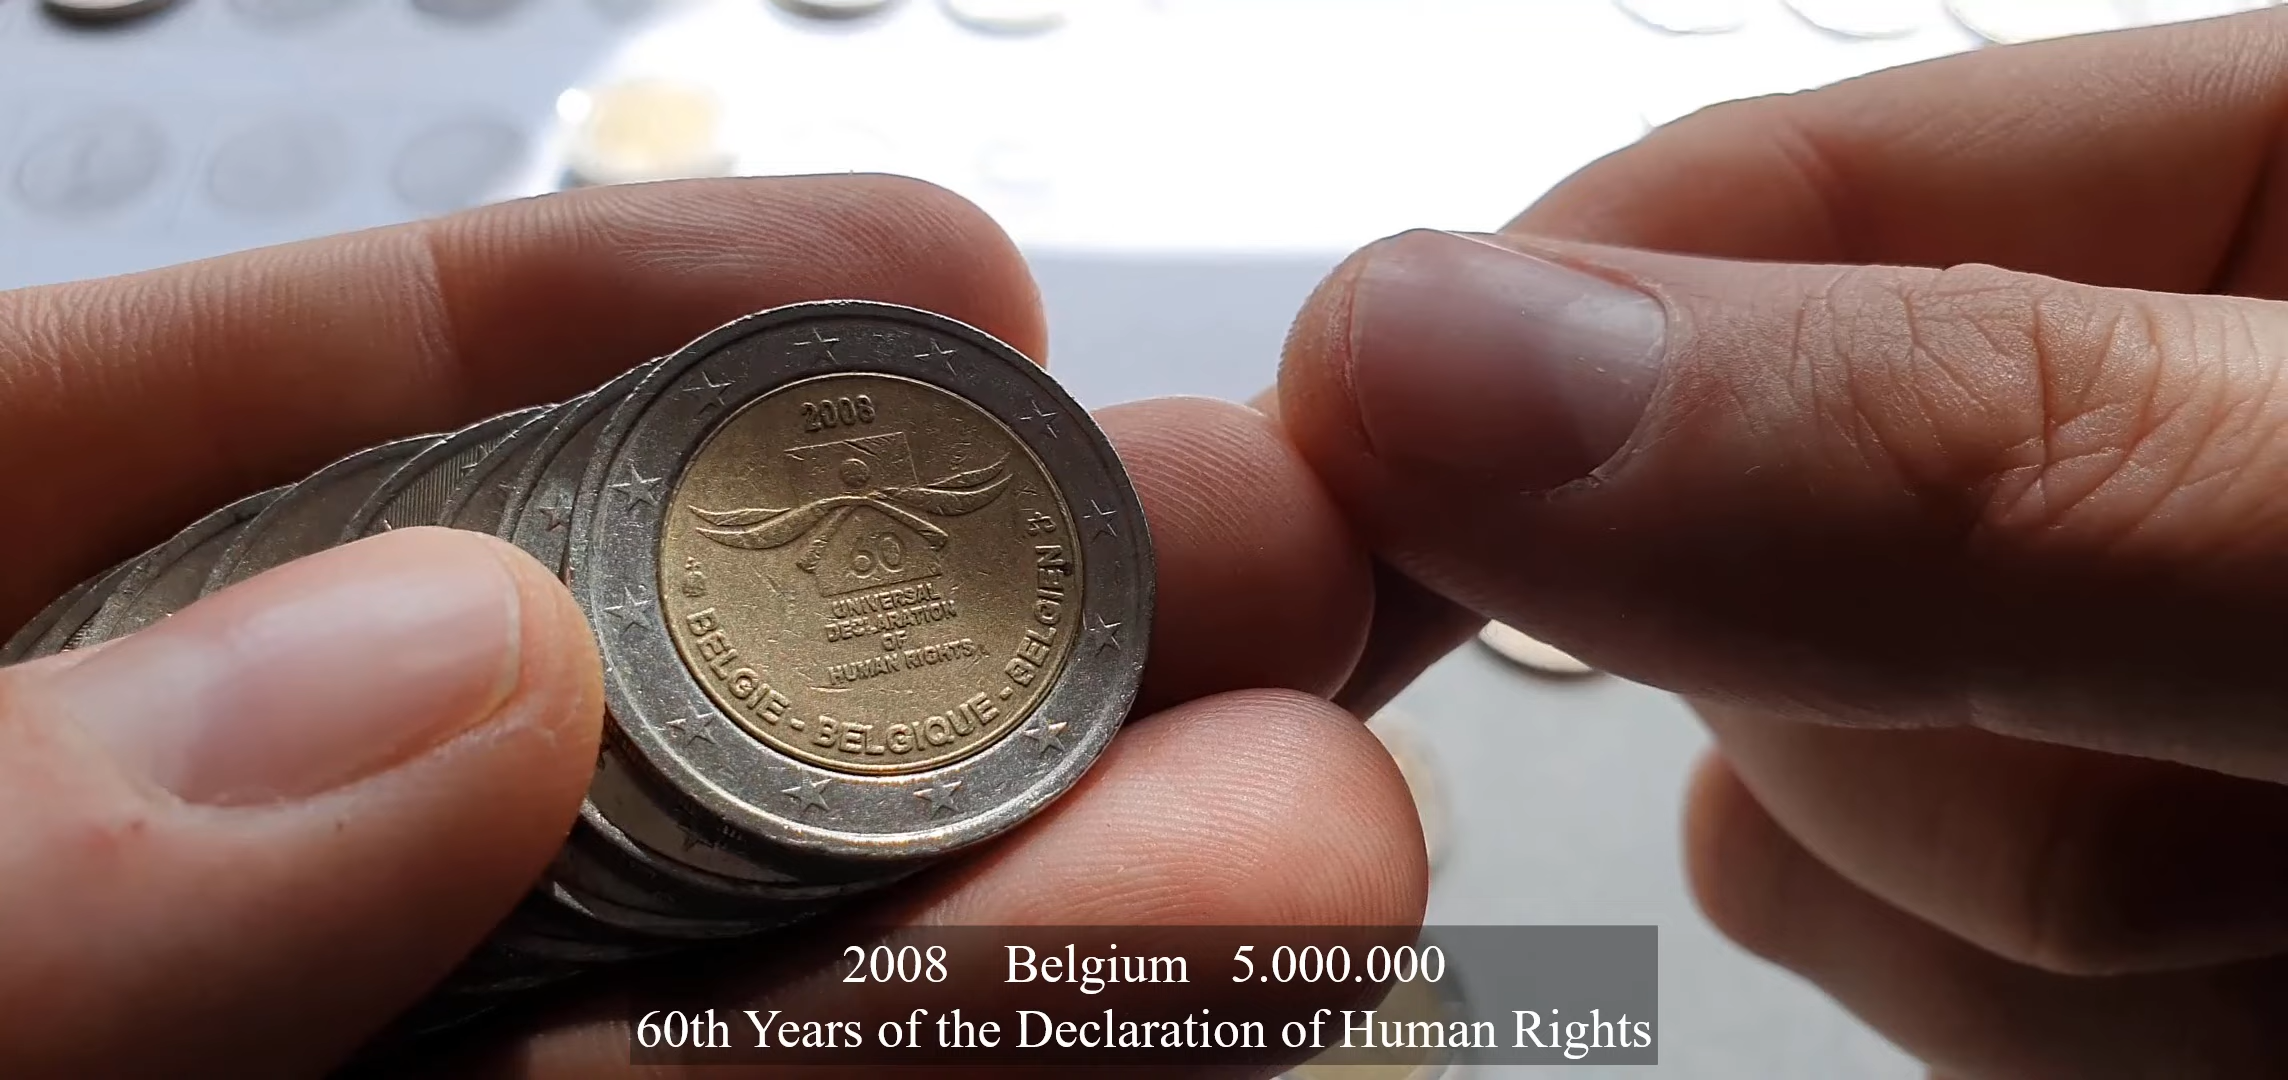 2008
60
UNIVERSAL
DECLARATION
OF
HUMAN RIGHTS
BELGIE - BELGIQUE - BELGIEN
2008 Belgium 5.000.000
60th Years of the Declaration of Human Rights